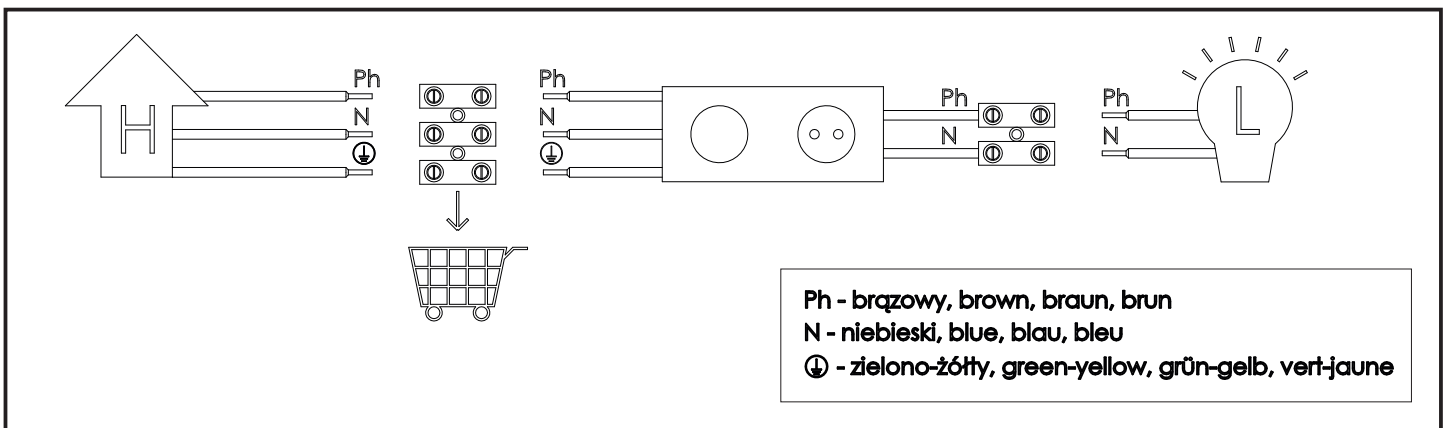 H
Ph
N
Ph
N
Ph
N
Ph
N
L
Ph - brązowy, brown, braun, brun
N - niebieski, blue, blau, bleu
⏚ - zielono-żółty, green-yellow, grün-gelb, vert-jaune